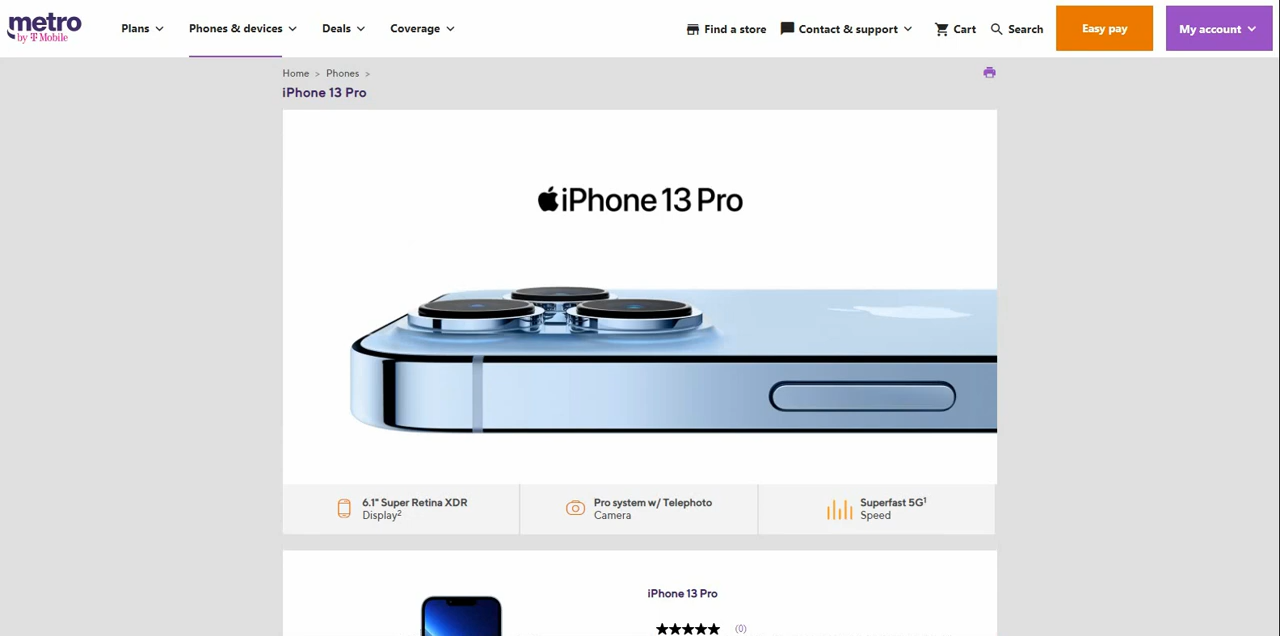 metro
by T Mobile
Plans
Phones & devices
Deals
Coverage
Find a store
Contact & support
Cart
Search
Easy pay
My account
Home > Phones >
iPhone 13 Pro
iPhone 13 Pro
6.1" Super Retina XDR
Display²
Pro system w/ Telephoto
Camera
Superfast 5G¹
Speed
iPhone 13 Pro
★★★★★ (0)